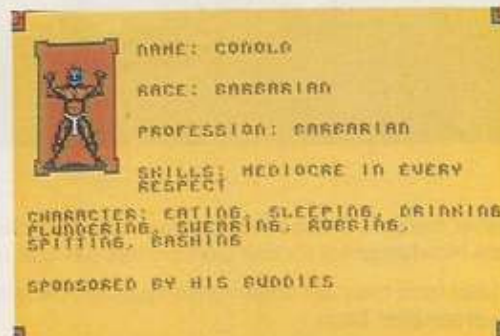 NAME: CONOLA
RACE: BARBARIAN
PROFESSION: BARBARIAN
SKILLS: MEDIOCRE IN EVERY
RESPECT
CHARACTER: EATING, SLEEPING, DRINKING
PLUNDERING, SWEARING, ROBBING,
SPITTING, BASHING
SPONSORED BY HIS BUDDIES